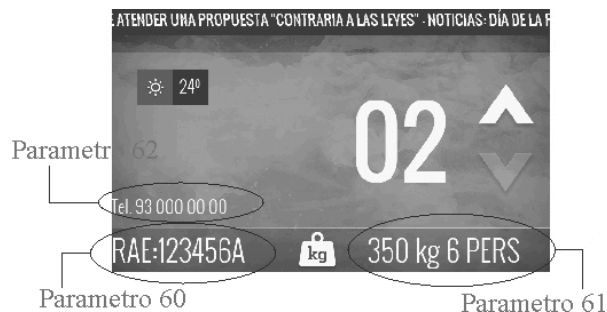 E ATENDER UNA PROPUESTA "CONTRARIA A LAS LEYES" - NOTICIAS: DÍA DE LA
24º
02
Parametro 62
Tel. 93 000 00 00
RAE:123456A
kg
350 kg 6 PERS
Parametro 60
Parametro 61